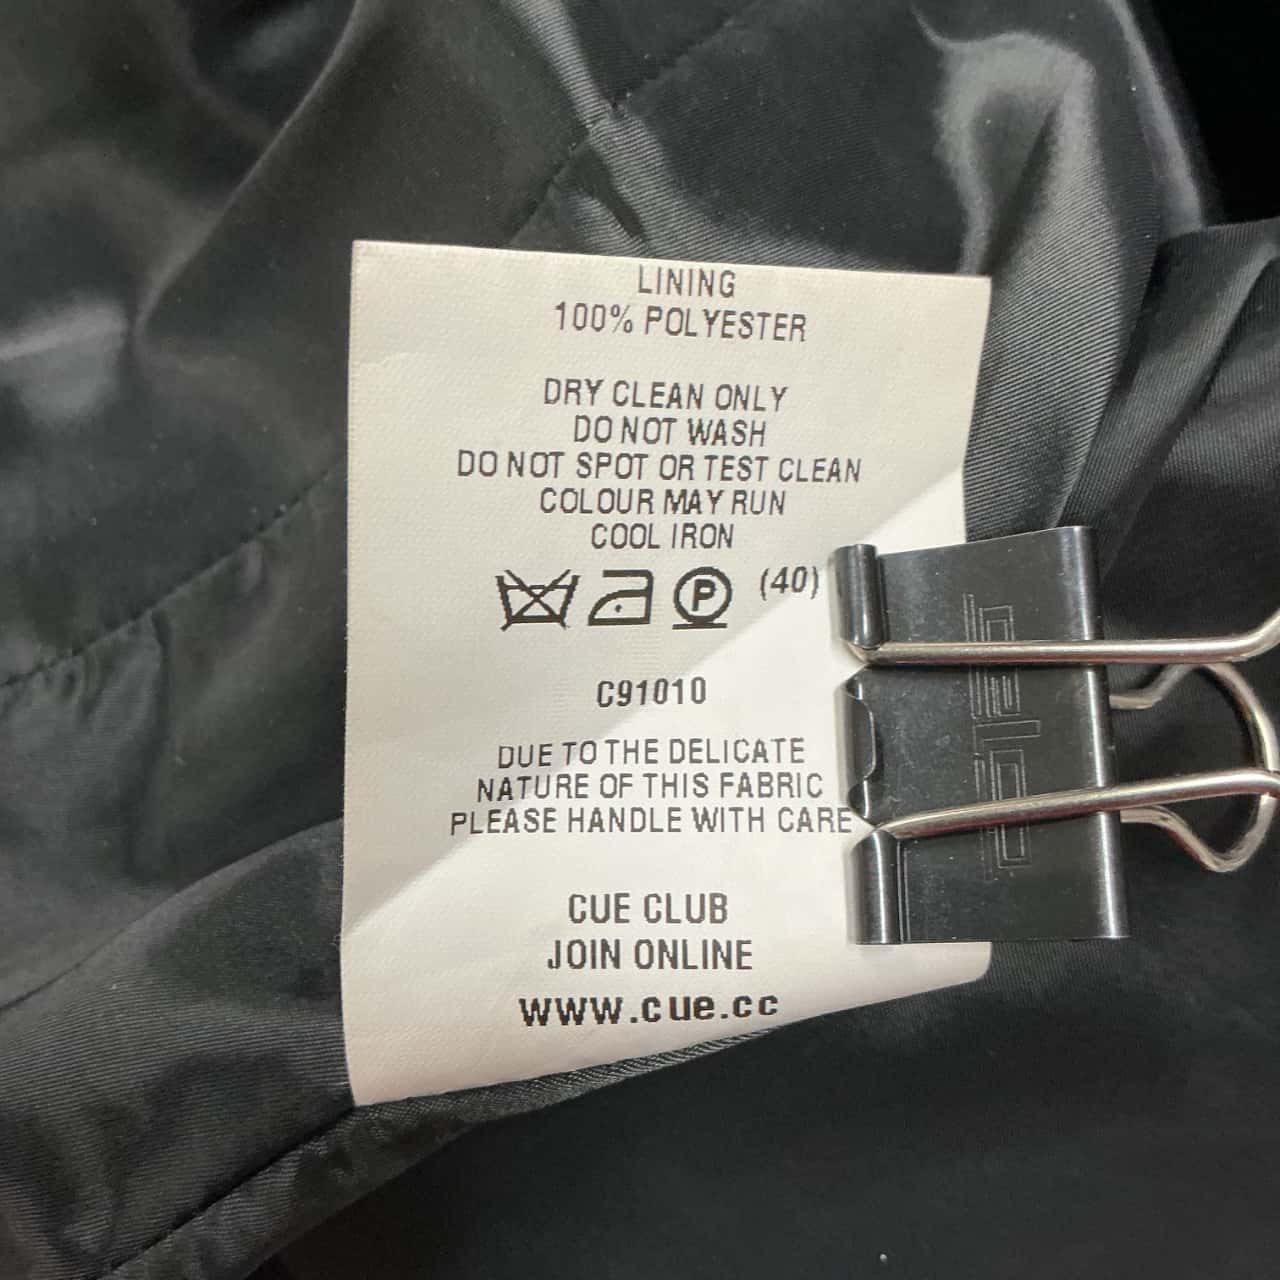 LINING
100% POLYESTER
DRY CLEAN ONLY
DO NOT WASH
DO NOT SPOT OR TEST CLEAN
COLOUR MAY RUN
COOL IRON
P (40)
C91010
DUE TO THE DELICATE
NATURE OF THIS FABRIC
PLEASE HANDLE WITH CARE
CUE CLUB
JOIN ONLINE
www.cue.cc